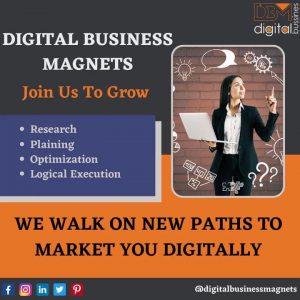 DBM
digital
bussines
DIGITAL BUSINESS
MAGNETS
Join Us To Grow
Research
Plaining
Optimization
Logical Execution
???
WE WALK ON NEW PATHS TO
MARKET YOU DIGITALLY
@digitalbusinessmagnets